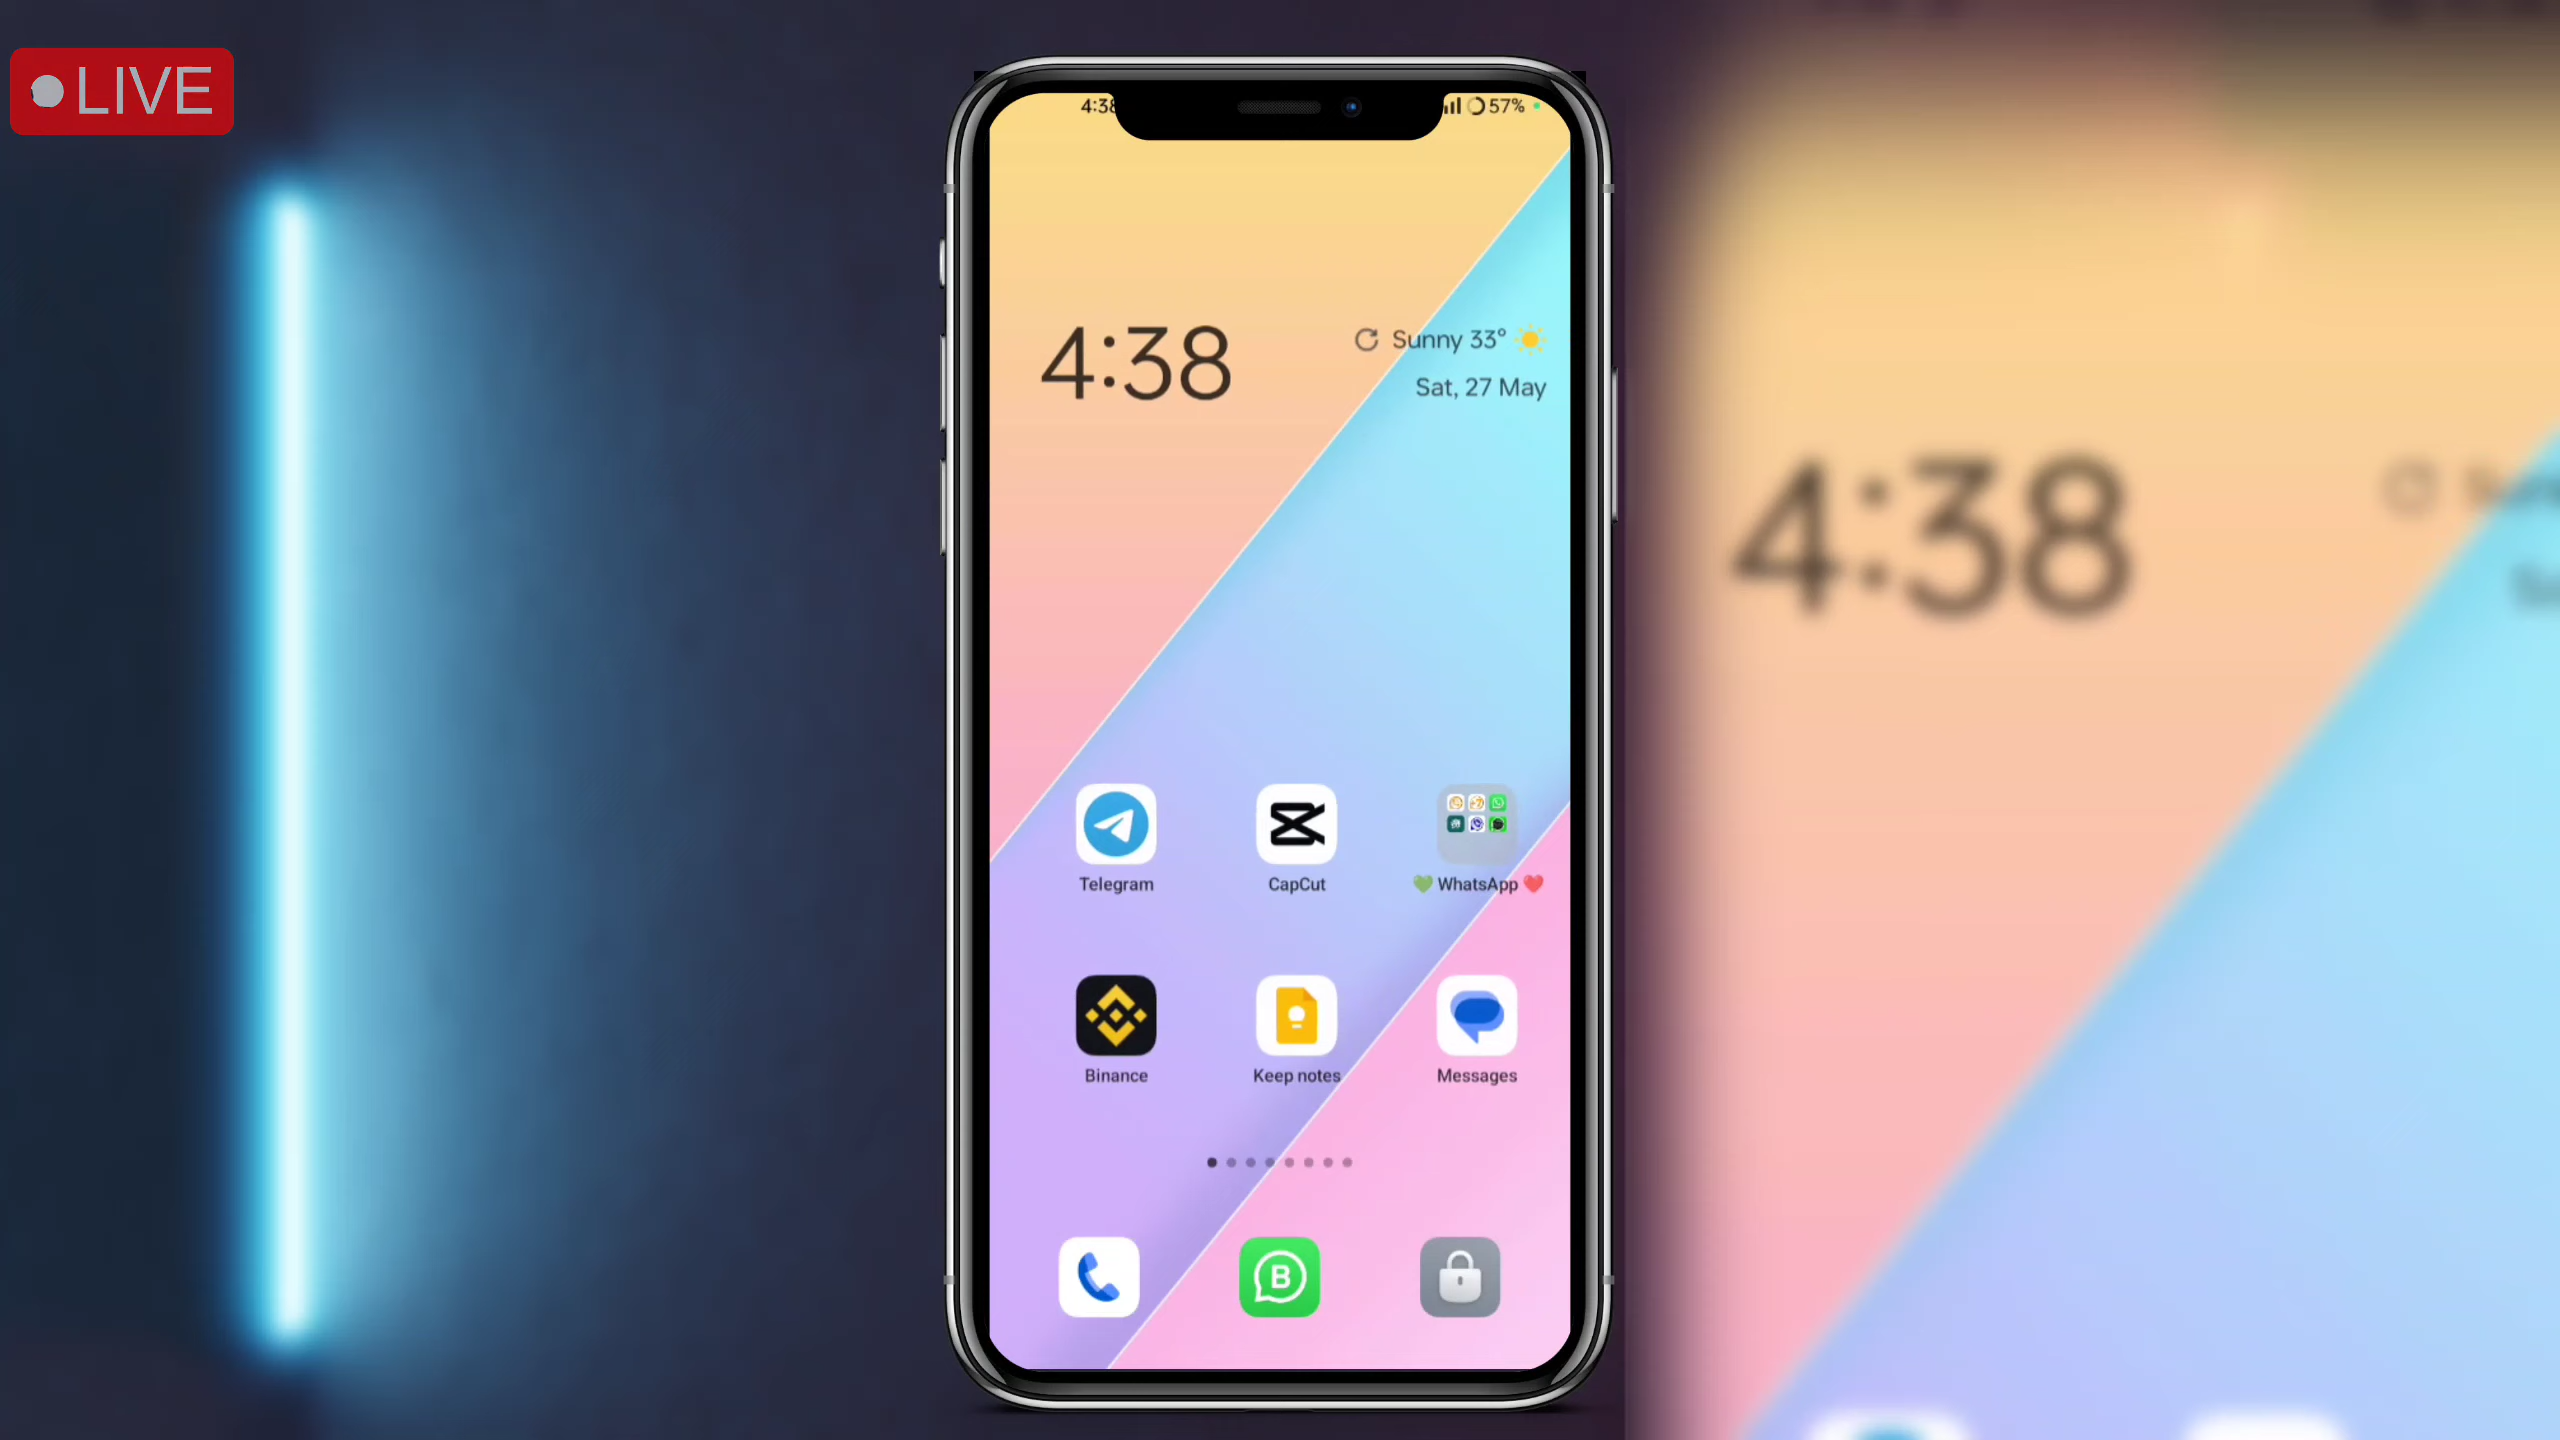 LIVE
4:38
57%
4:38
Sunny 33°
Sat, 27 May
4:38
Telegram
CapCut
💚 WhatsApp ❤️
Binance
Keep notes
Messages
B